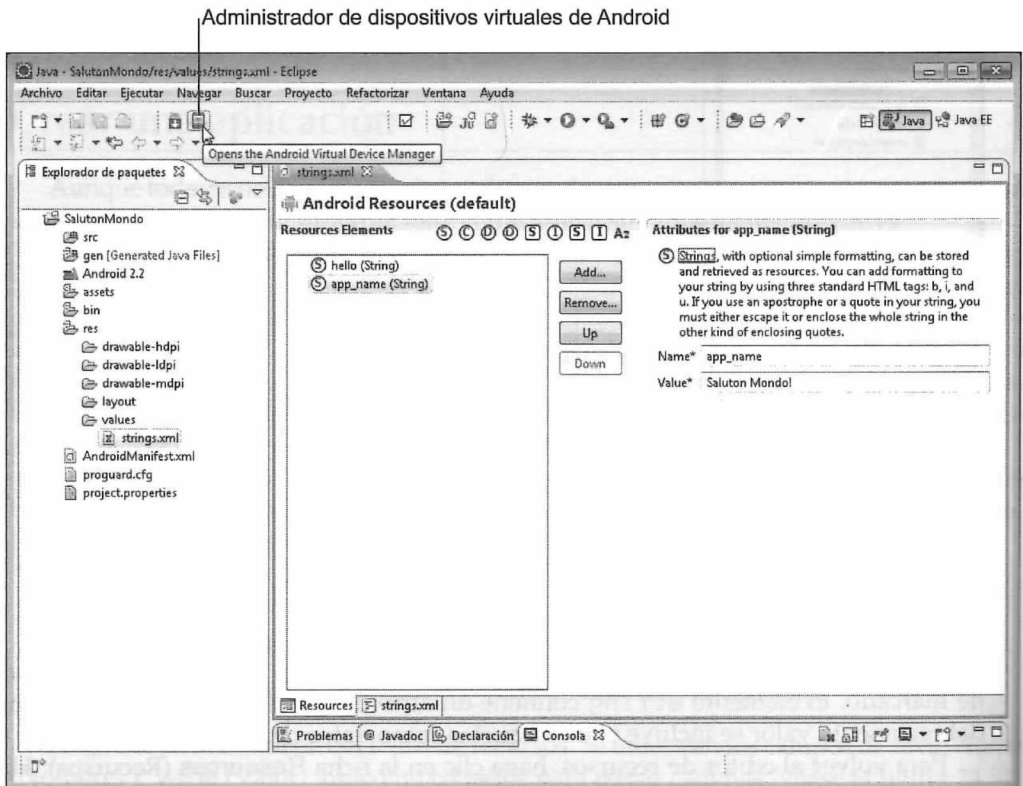 Administrador de dispositivos virtuales de Android
Java - SalutonMondo/res/values/strings.xml - Eclipse
Archivo Editar Ejecutar Navegar Buscar Proyecto Refactorizar Ventana Ayuda
Java Java EE
Opens the Android Virtual Device Manager
Explorador de paquetes
strings.xml
SalutonMondo
src
gen [Generated Java Files]
Android 2.2
assets
bin
res
drawable-hdpi
drawable-ldpi
drawable-mdpi
layout
values
strings.xml
AndroidManifest.xml
proguard.cfg
project.properties
Android Resources (default)
Resources Elements S C D D S I S I Az
S hello (String)
S app_name (String)
Add...
Remove...
Up
Down
Attributes for app_name (String)
S Strings, with optional simple formatting, can be stored
and retrieved as resources. You can add formatting to
your string by using three standard HTML tags: b, i, and
u. If you use an apostrophe or a quote in your string, you
must either escape it or enclose the whole string in the
other kind of enclosing quotes.
Name* app_name
Value* Saluton Mondo!
Resources strings.xml
Problemas @ Javadoc Declaración Consola